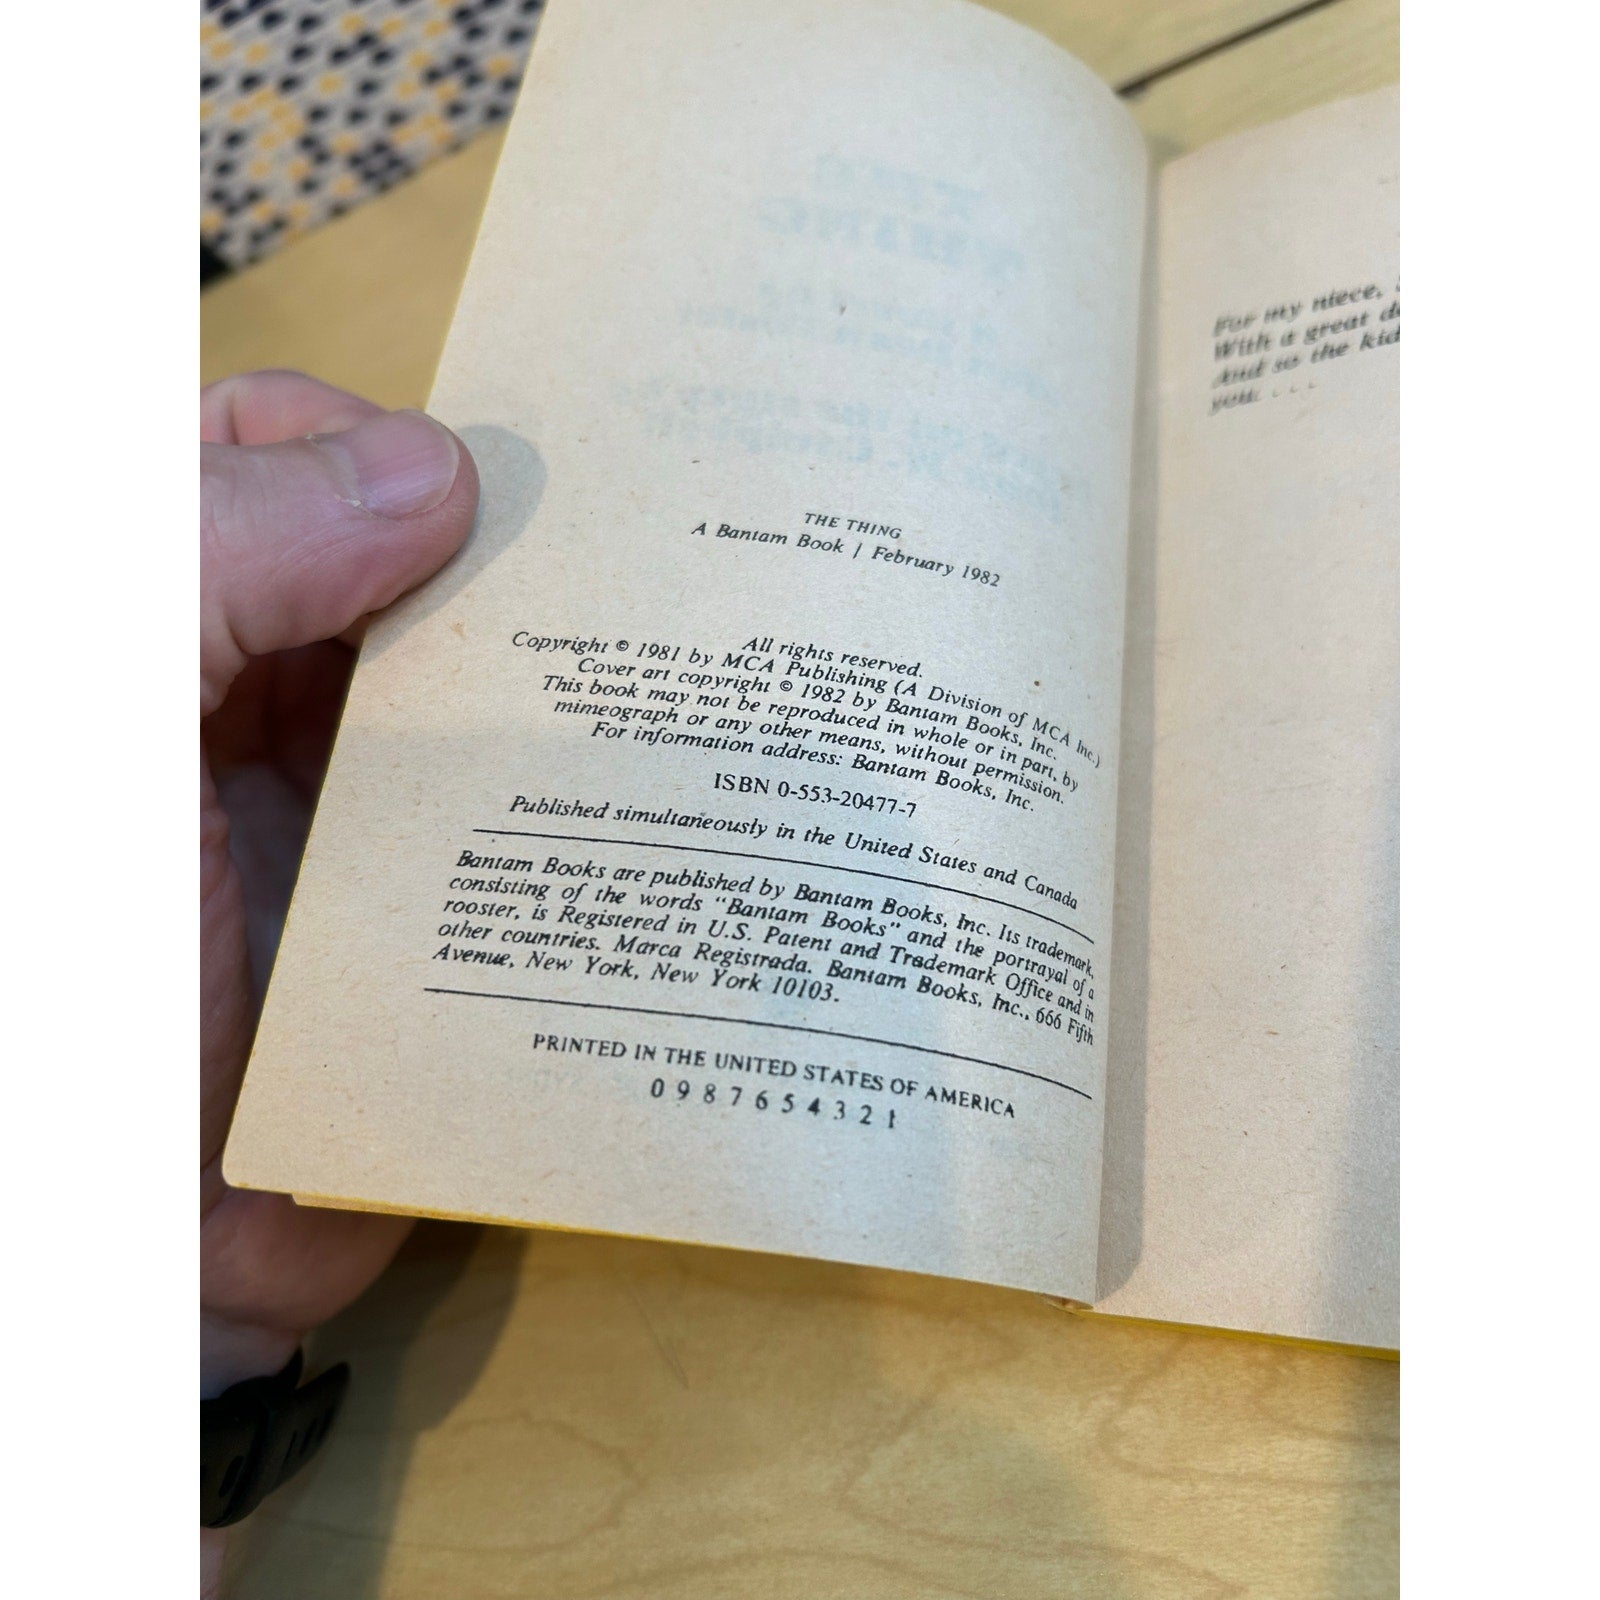 THE THING
A Bantam Book / February 1982
All rights reserved.
Copyright © 1981 by MCA Publishing (A Division of MCA Inc.)
Cover art copyright © 1982 by Bantam Books, Inc.
This book may not be reproduced in whole or in part, by
mimeograph or any other means, without permission.
For information address: Bantam Books, Inc.
ISBN 0-553-20477-7
Published simultaneously in the United States and Canada
Bantam Books are published by Bantam Books, Inc. Its trademark,
consisting of the words "Bantam Books" and the portrayal of a
rooster, is Registered in U.S. Patent and Trademark Office and in
other countries. Marca Registrada. Bantam Books, Inc., 666 Fifth
Avenue, New York, New York 10103.
PRINTED IN THE UNITED STATES OF AMERICA
0 9 8 7 6 5 4 3 2 1
For my niece,
With a great
And so the
you. . . .